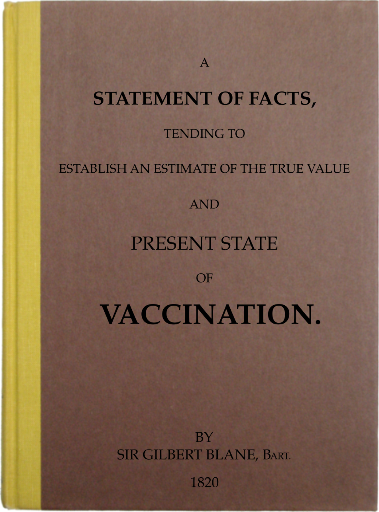 A
STATEMENT OF FACTS,
TENDING TO
ESTABLISH AN ESTIMATE OF THE TRUE VALUE
AND
PRESENT STATE
OF
VACCINATION.
BY
SIR GILBERT BLANE, Bart.
1820